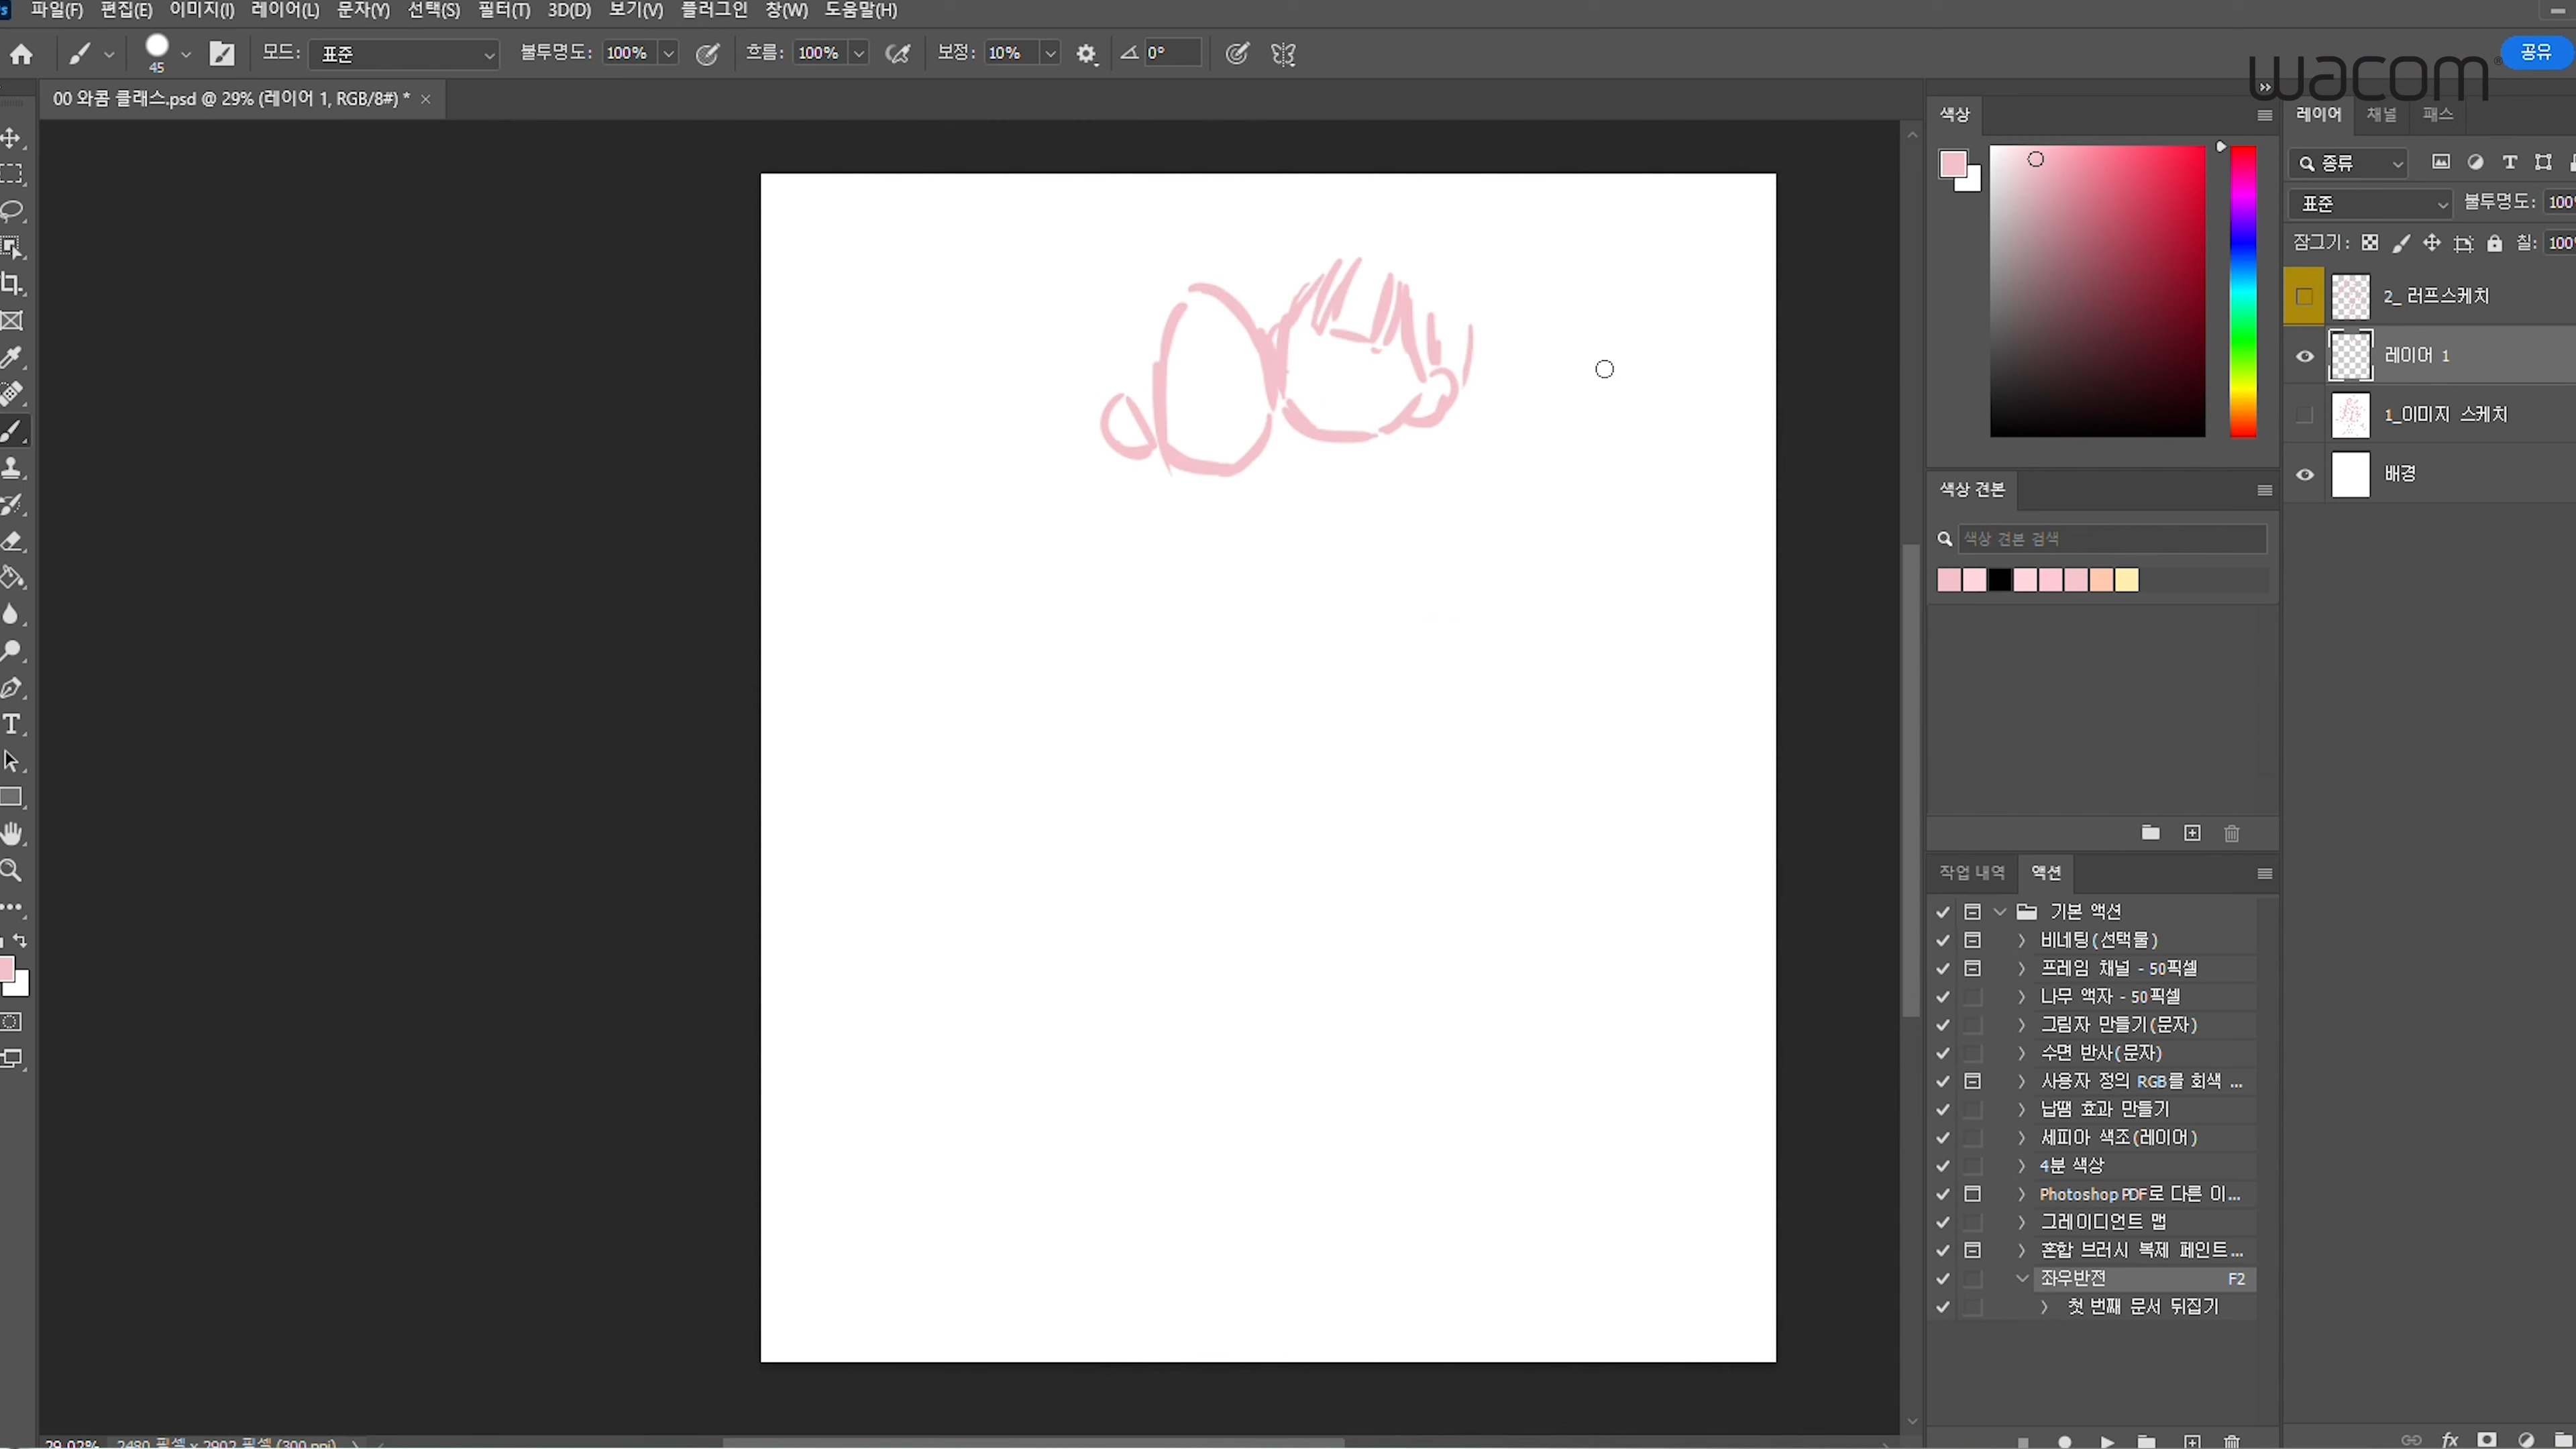 파일(F) 편집(E) 이미지(I) 레이어(L) 문자(Y) 선택(S) 필터(T) 3D(D) 보기(V) 플러그인 창(W) 도움말(H)
45 모드: 표준 불투명도: 100% 흐름: 100% 보정: 10% 0° 공유
wacom
00 와콤 클래스.psd @ 29% (레이어 1, RGB/8#) *
색상
레이어 채널 패스
종류
표준 불투명도: 100
잠그기: 칠: 100
2_ 러프스케치
레이어 1
1_이미지 스케치
배경
색상 견본
색상 견본 검색
작업 내역 액션
기본 액션
비네팅(선택물)
프레임 채널 - 50픽셀
나무 액자 - 50픽셀
그림자 만들기(문자)
수면 반사(문자)
사용자 정의 RGB를 회색 ...
납땜 효과 만들기
세피아 색조(레이어)
4분 색상
Photoshop PDF로 다른 이...
그레이디언트 맵
혼합 브러시 복제 페인트...
좌우반전 F2
첫 번째 문서 뒤집기
29.02% 2480 픽셀 x 2902 픽셀 (300 ppi)
fx